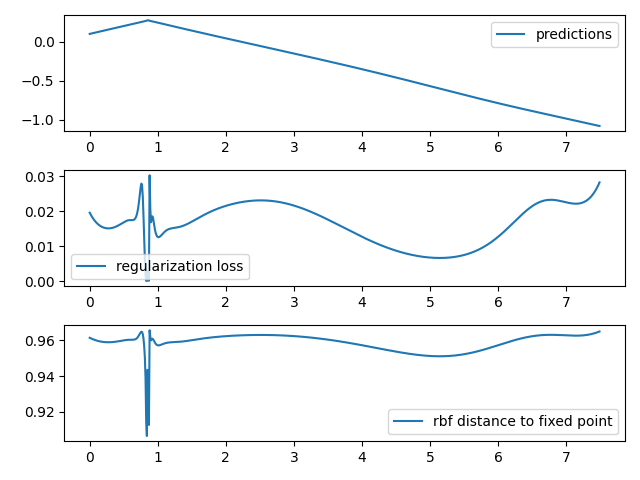 0.0
−0.5
−1.0
predictions
0 1 2 3 4 5 6 7
0.03
0.02
0.01
0.00
regularization loss
0 1 2 3 4 5 6 7
0.96
0.94
0.92
rbf distance to fixed point
0 1 2 3 4 5 6 7